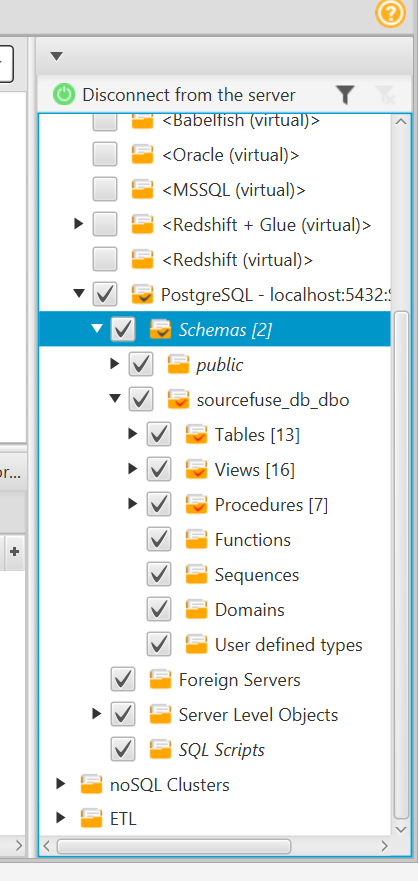 ?
Disconnect from the server
<Babelfish (virtual)>
<Oracle (virtual)>
<MSSQL (virtual)>
<Redshift + Glue (virtual)>
<Redshift (virtual)>
PostgreSQL - localhost:5432:
Schemas [2]
public
sourcefuse_db_dbo
Tables [13]
Views [16]
or...
Procedures [7]
Functions
+
Sequences
Domains
User defined types
Foreign Servers
Server Level Objects
SQL Scripts
noSQL Clusters
ETL